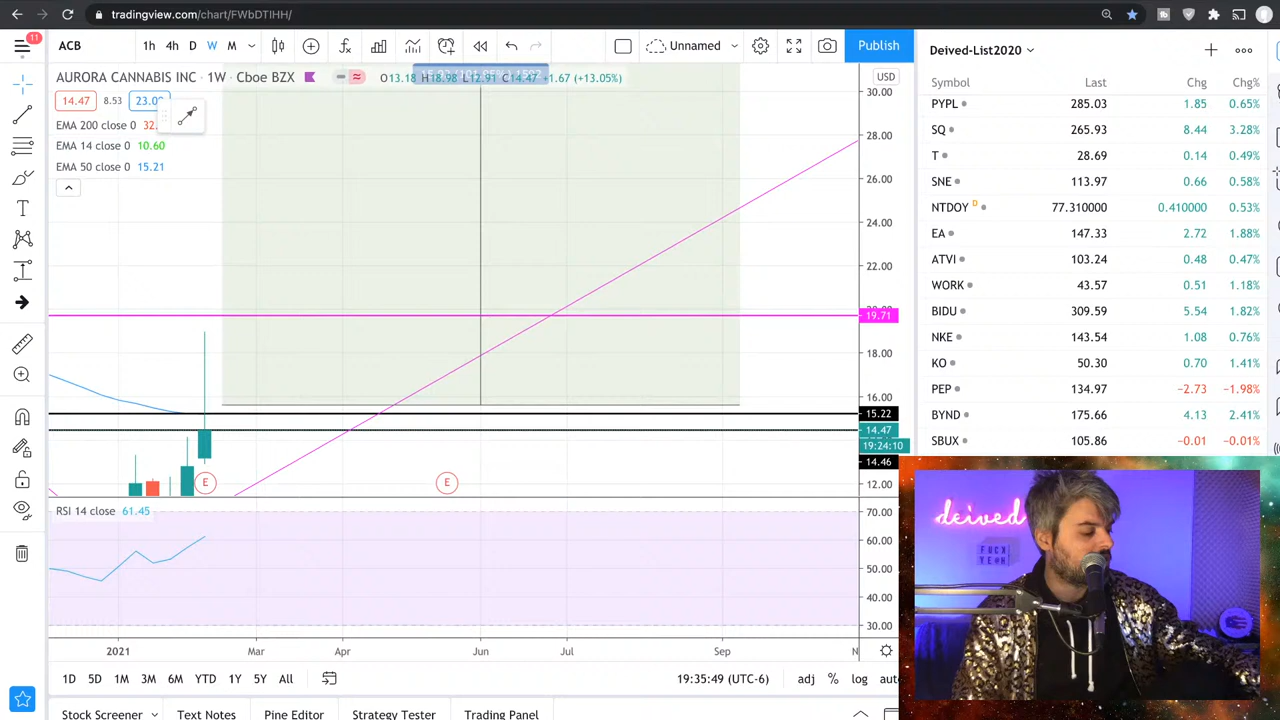 tradingview.com/chart/FWbDTIHH/
11
ACB
1h 4h D W M
Unnamed
Publish
AURORA CANNABIS INC · 1W · Cboe BZX
O13.18 H18.98 L12.91 C14.47 +1.67 (+13.05%)
14.47 8.53 23.00
EMA 200 close 0 32.
EMA 14 close 0 10.60
EMA 50 close 0 15.21
USD
30.00
28.00
26.00
24.00
22.00
19.71
18.00
16.00
15.22
14.47
19:24:10
14.46
12.00
E
E
RSI 14 close 61.45
70.00
60.00
50.00
40.00
30.00
2021 Mar Apr Jun Jul Sep N
1D 5D 1M 3M 6M YTD 1Y 5Y All
19:35:49 (UTC-6) adj % log auto
Stock Screener Text Notes Pine Editor Strategy Tester Trading Panel
Deived-List2020
Symbol Last Chg Chg%
PYPL 285.03 1.85 0.65%
SQ 265.93 8.44 3.28%
T 28.69 0.14 0.49%
SNE 113.97 0.66 0.58%
NTDOY D 77.310000 0.410000 0.53%
EA 147.33 2.72 1.88%
ATVI 103.24 0.48 0.47%
WORK 43.57 0.51 1.18%
BIDU 309.59 5.54 1.82%
NKE 143.54 1.08 0.76%
KO 50.30 0.70 1.41%
PEP 134.97 −2.73 −1.98%
BYND 175.66 4.13 2.41%
SBUX 105.86 −0.01 −0.01%
deived
FUCK
YEAH